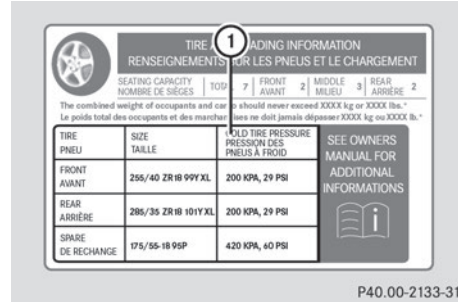 TIRE A ADING INFORMATION
RENSEIGNEMENTS SUR LES PNEUS ET LE CHARGEMENT
1
SEATING CAPACITY TOTAL 7 FRONT 2 MIDDLE 3 REAR 2
NOMBRE DE SIÈGES AVANT MILIEU ARRIÈRE
The combined weight of occupants and car o should never exceed XXXX kg or XXXX lbs."
Le poids total des occupants et des marchan ises ne doit jamais dépasser XXXX kg ou XXXX lb."
TIRE SIZE COLD TIRE PRESSURE
PNEU TAILLE PRESSION DES PNEUS À FROID
SEE OWNERS
MANUAL FOR
ADDITIONAL
INFORMATIONS
i
FRONT
AVANT
255/40 ZR18 99Y XL 200 KPA, 29 PSI
REAR
ARRIÈRE
285/35 ZR18 101Y XL 200 KPA, 29 PSI
SPARE
DE RECHANGE
175/55-18 95P 420 KPA, 60 PSI
P40.00-2133-31